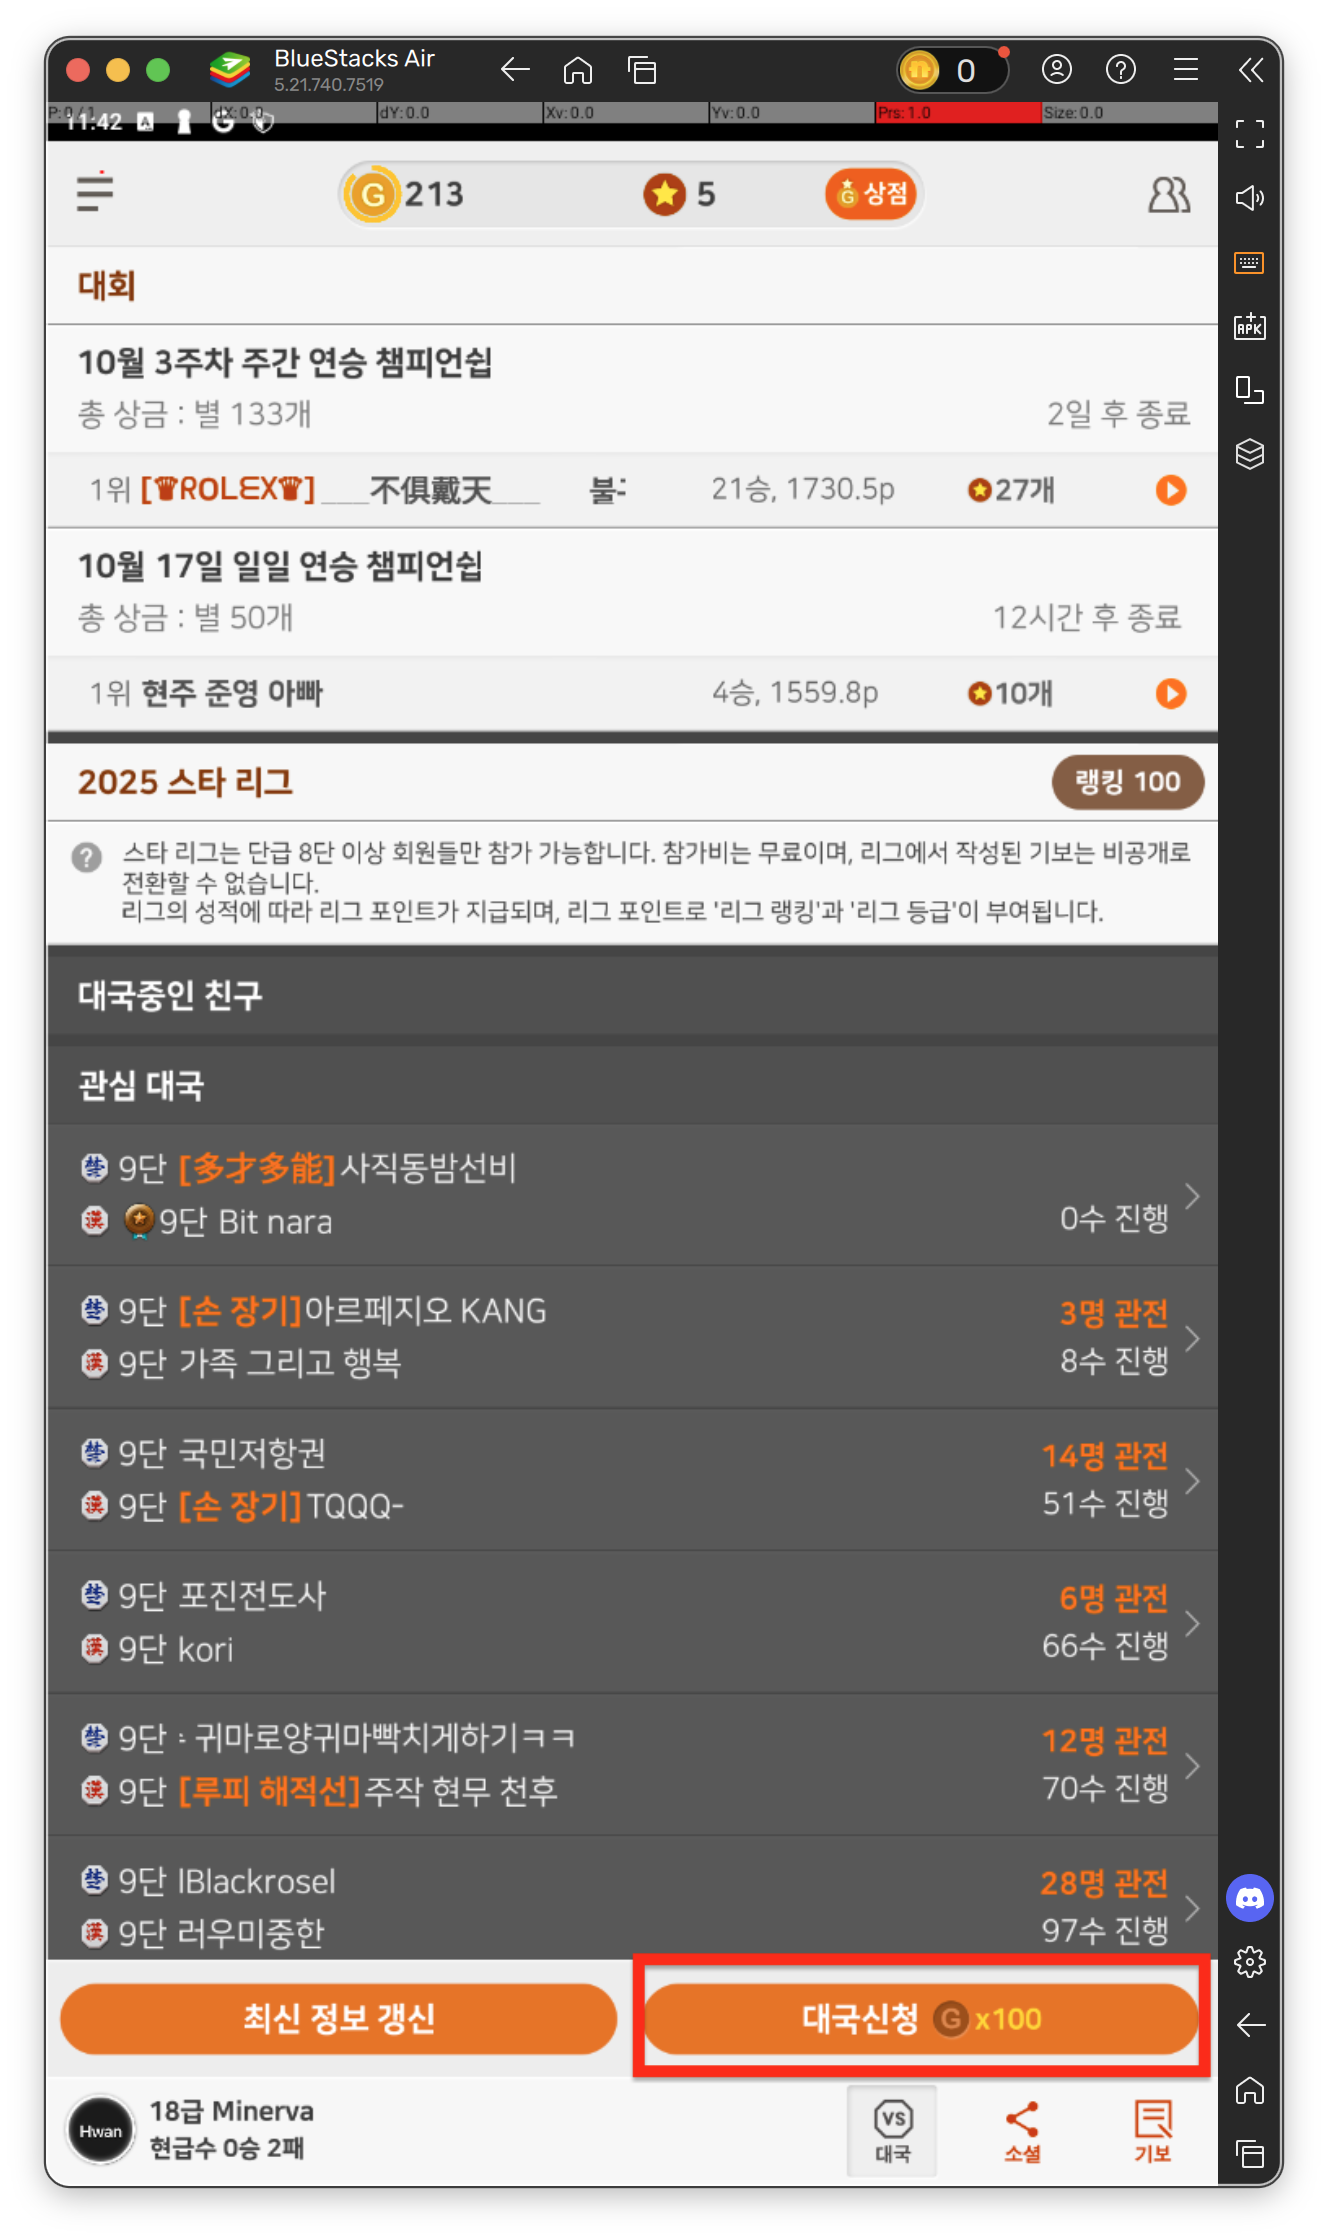 BlueStacks Air
5.21.740.7519
0
P: 0 / 1 dX: 0.0 dY: 0.0 Xv: 0.0 Yv: 0.0 Prs: 1.0 Size: 0.0
11:42
G 213 5 G 상점
APK
대회
10월 3주차 주간 연승 챔피언쉽
총 상금 : 별 133개 2일 후 종료
1위 [♛ROLEX♛]___不俱戴天___ 21승, 1730.5p 27개
10월 17일 일일 연승 챔피언쉽
총 상금 : 별 50개 12시간 후 종료
1위 현주 준영 아빠 4승, 1559.8p 10개
2025 스타 리그 랭킹 100
? 스타 리그는 단급 8단 이상 회원들만 참가 가능합니다. 참가비는 무료이며, 리그에서 작성된 기보는 비공개로
전환할 수 없습니다.
리그의 성적에 따라 리그 포인트가 지급되며, 리그 포인트로 '리그 랭킹'과 '리그 등급'이 부여됩니다.
대국중인 친구
관심 대국
楚 9단 [多才多能]사직동밤선비
漢 9단 Bit nara 0수 진행
楚 9단 [손 장기]아르페지오 KANG 3명 관전
漢 9단 가족 그리고 행복 8수 진행
楚 9단 국민저항권 14명 관전
漢 9단 [손 장기]TQQQ- 51수 진행
楚 9단 포진전도사 6명 관전
漢 9단 kori 66수 진행
楚 9단 귀마로양귀마빡치게하기ㅋㅋ 12명 관전
漢 9단 [루피 해적선]주작 현무 천후 70수 진행
楚 9단 lBlackrosel 28명 관전
漢 9단 러우미중한 97수 진행
최신 정보 갱신 대국신청 G x100
Hwan 18급 Minerva
현급수 0승 2패
VS 대국 소셜 기보